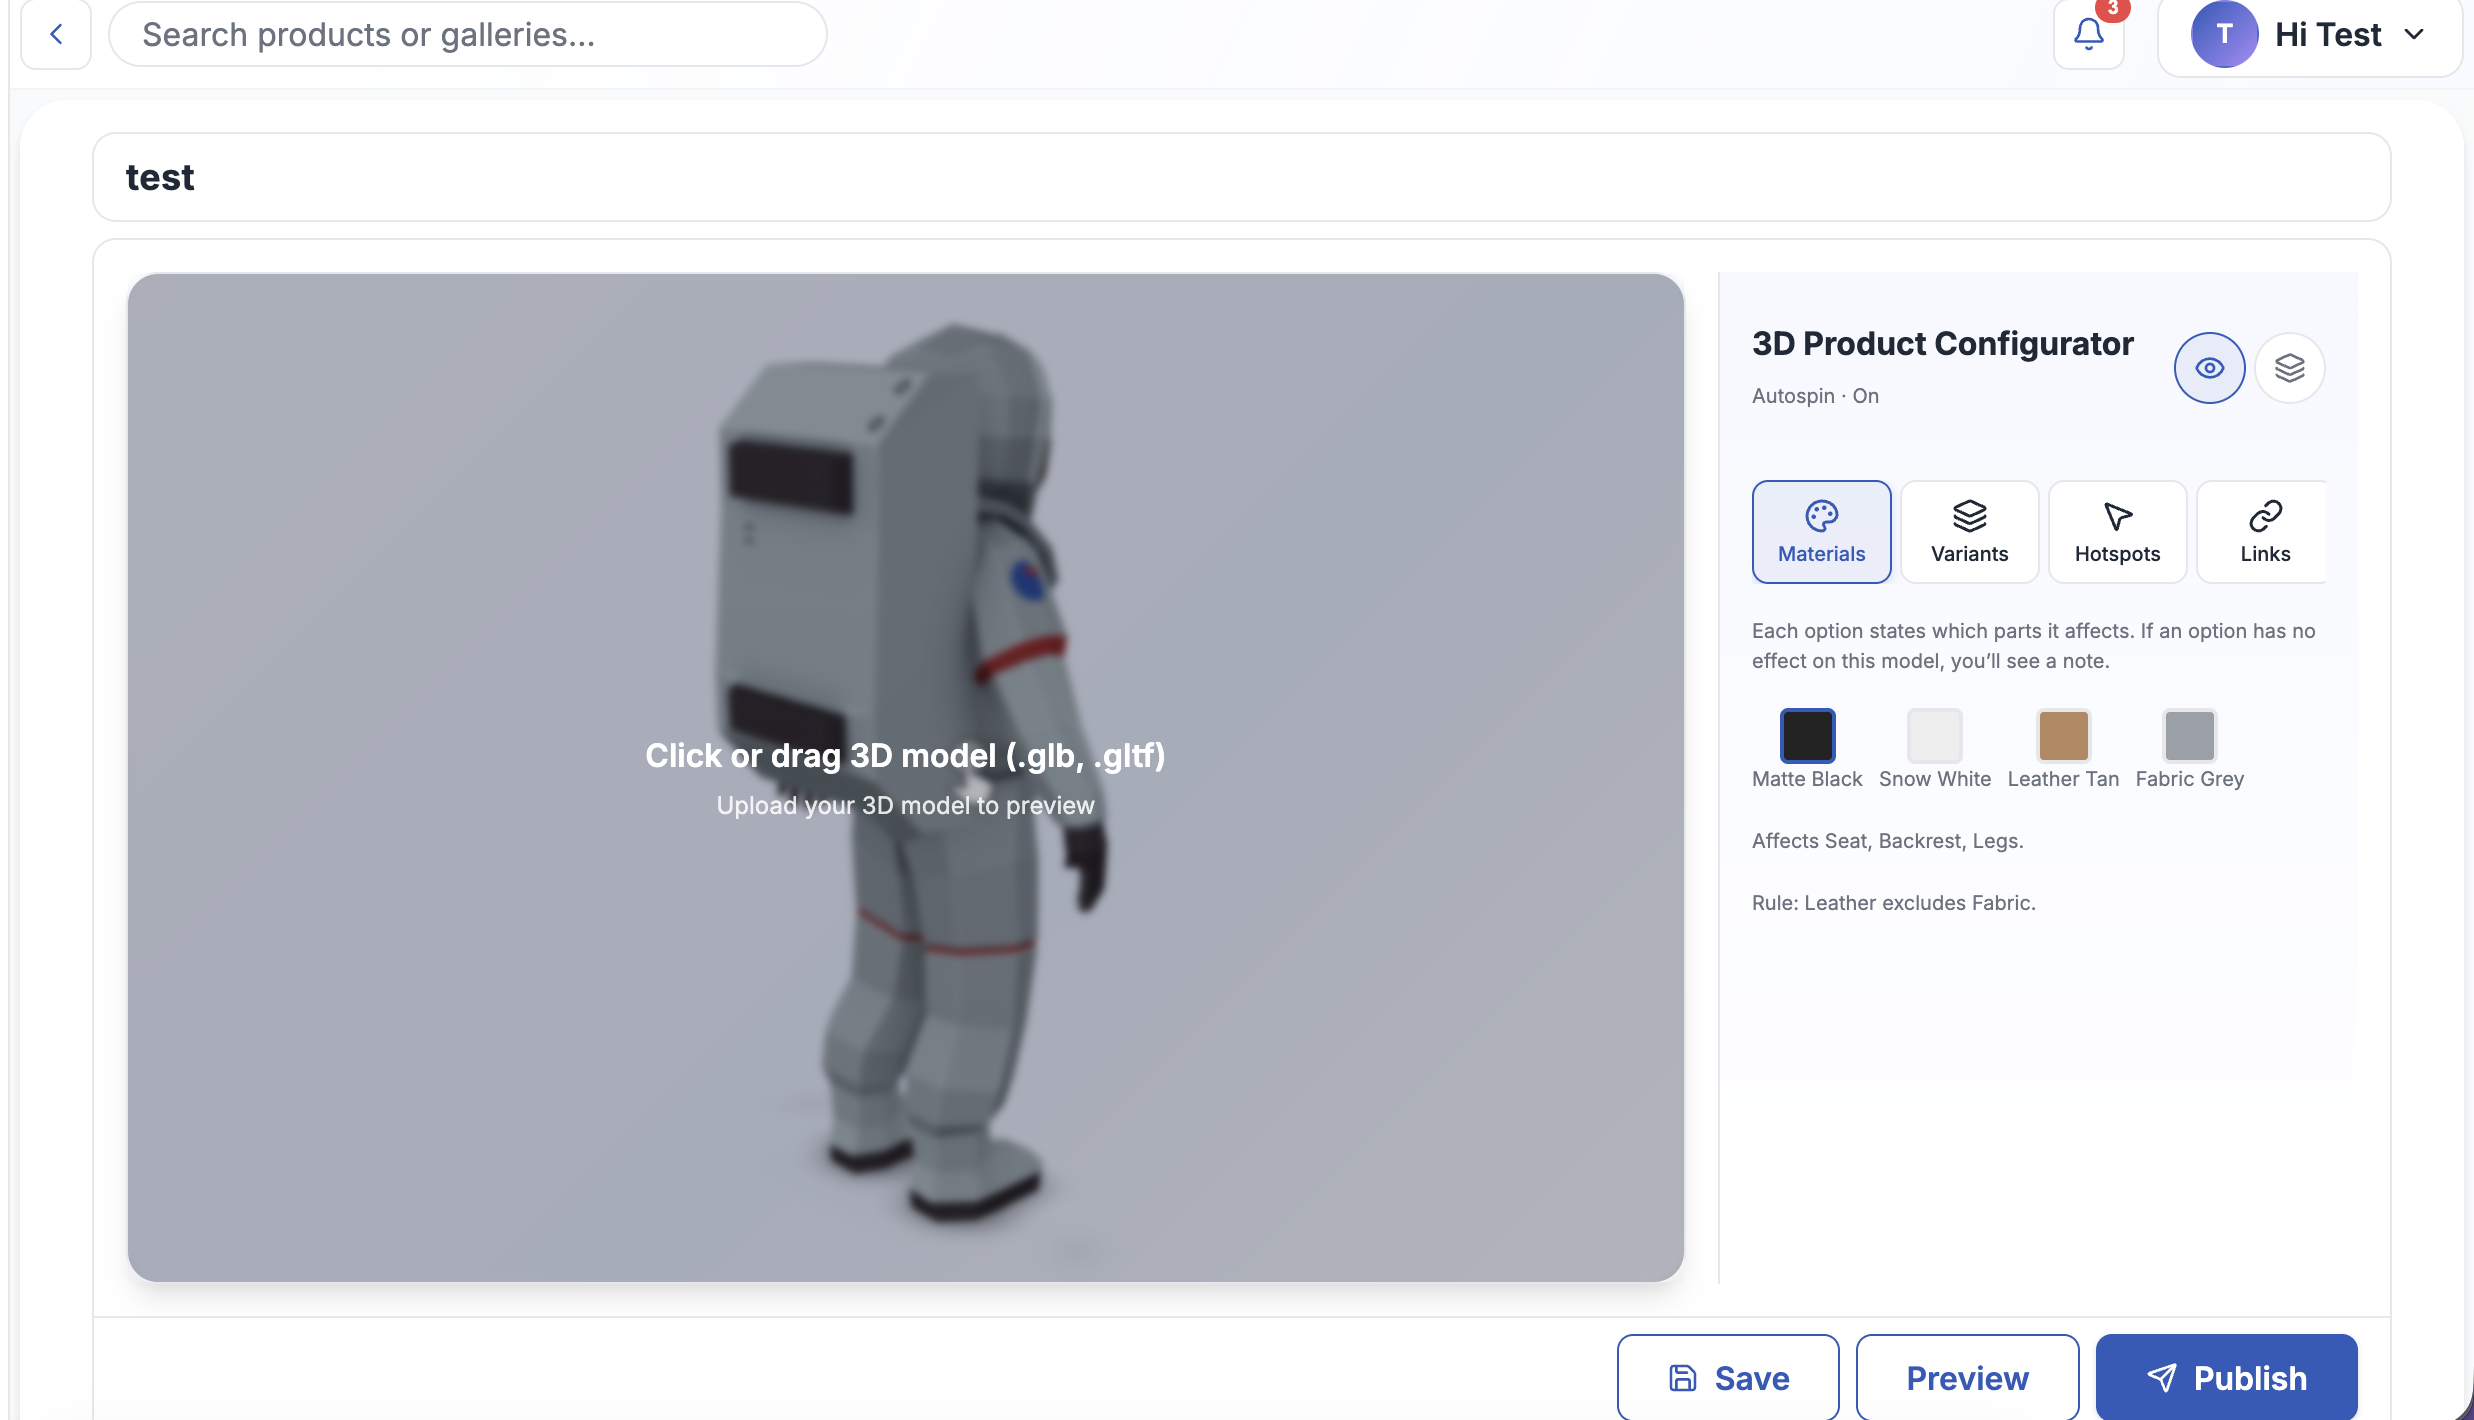 Search products or galleries...
3
T
Hi Test
test
Click or drag 3D model (.glb, .gltf)
Upload your 3D model to preview
3D Product Configurator
Autospin · On
Materials
Variants
Hotspots
Links
Each option states which parts it affects. If an option has no
effect on this model, you’ll see a note.
Matte Black
Snow White
Leather Tan
Fabric Grey
Affects Seat, Backrest, Legs.
Rule: Leather excludes Fabric.
Save
Preview
Publish